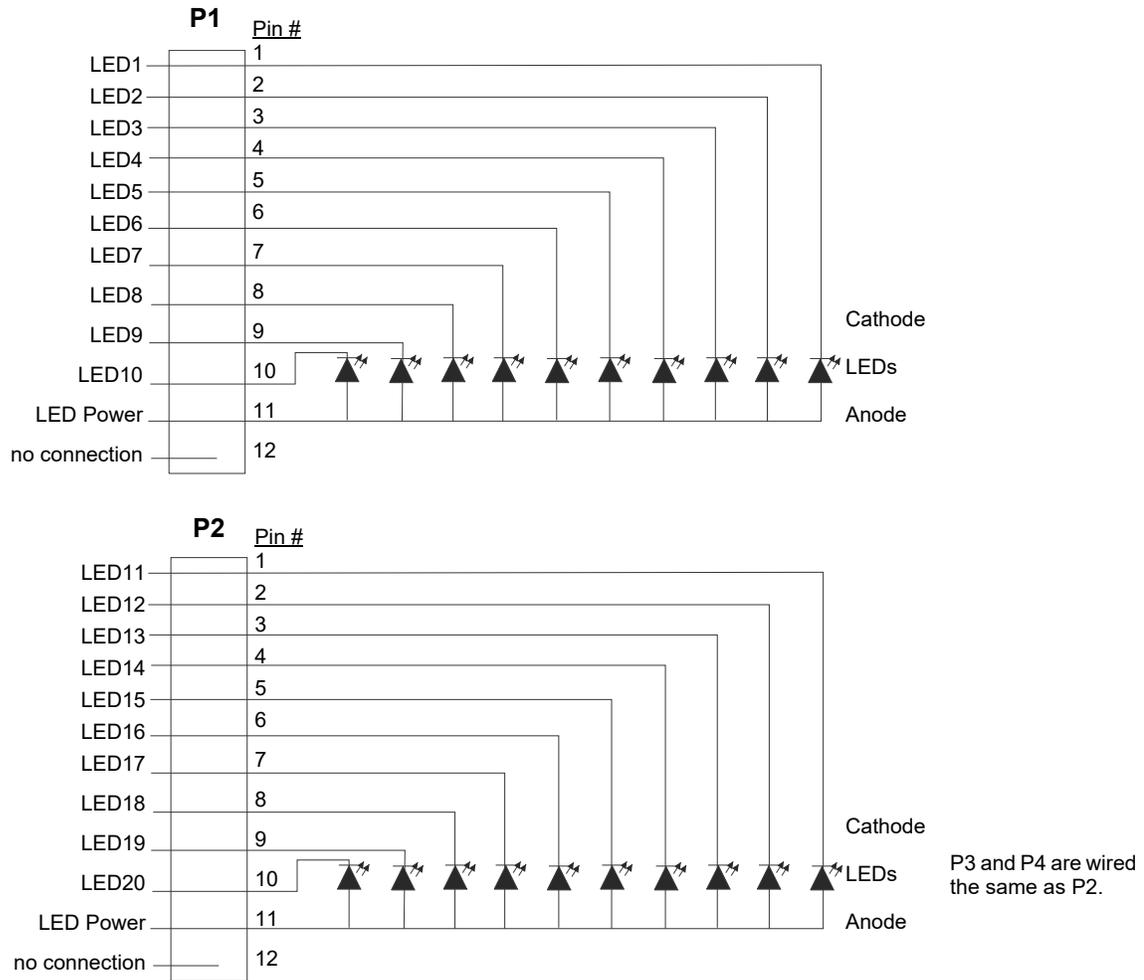 P1
Pin #
LED1 1
LED2 2
LED3 3
LED4 4
LED5 5
LED6 6
LED7 7
LED8 8
LED9 9
LED10 10
LED Power 11
no connection 12
Cathode
LEDs
Anode
P2
Pin #
LED11 1
LED12 2
LED13 3
LED14 4
LED15 5
LED16 6
LED17 7
LED18 8
LED19 9
LED20 10
LED Power 11
no connection 12
Cathode
LEDs
Anode
P3 and P4 are wired
the same as P2.